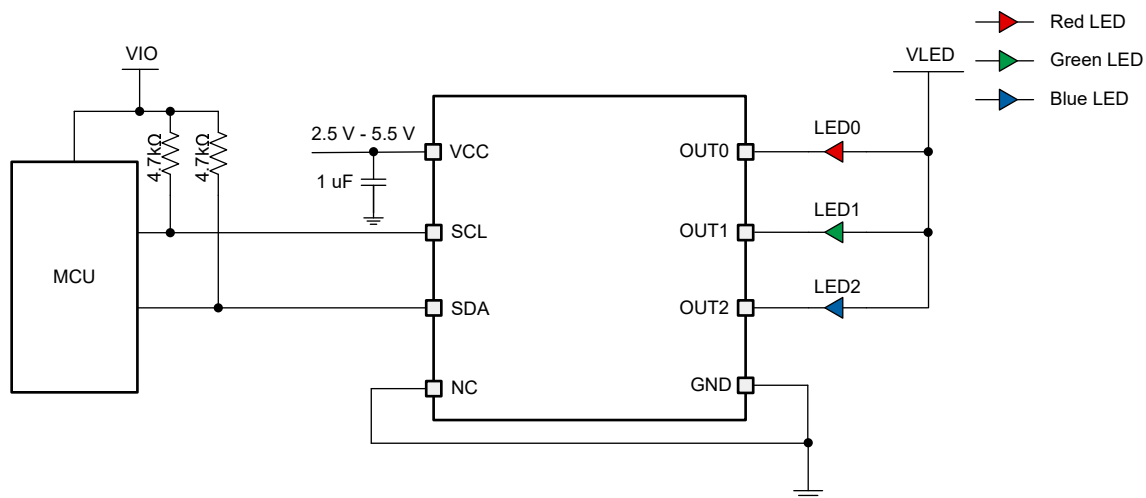 VIO
4.7kΩ
4.7kΩ
MCU
2.5 V - 5.5 V
1 uF
VCC
SCL
SDA
NC
OUT0
OUT1
OUT2
GND
LED0
LED1
LED2
VLED
Red LED
Green LED
Blue LED